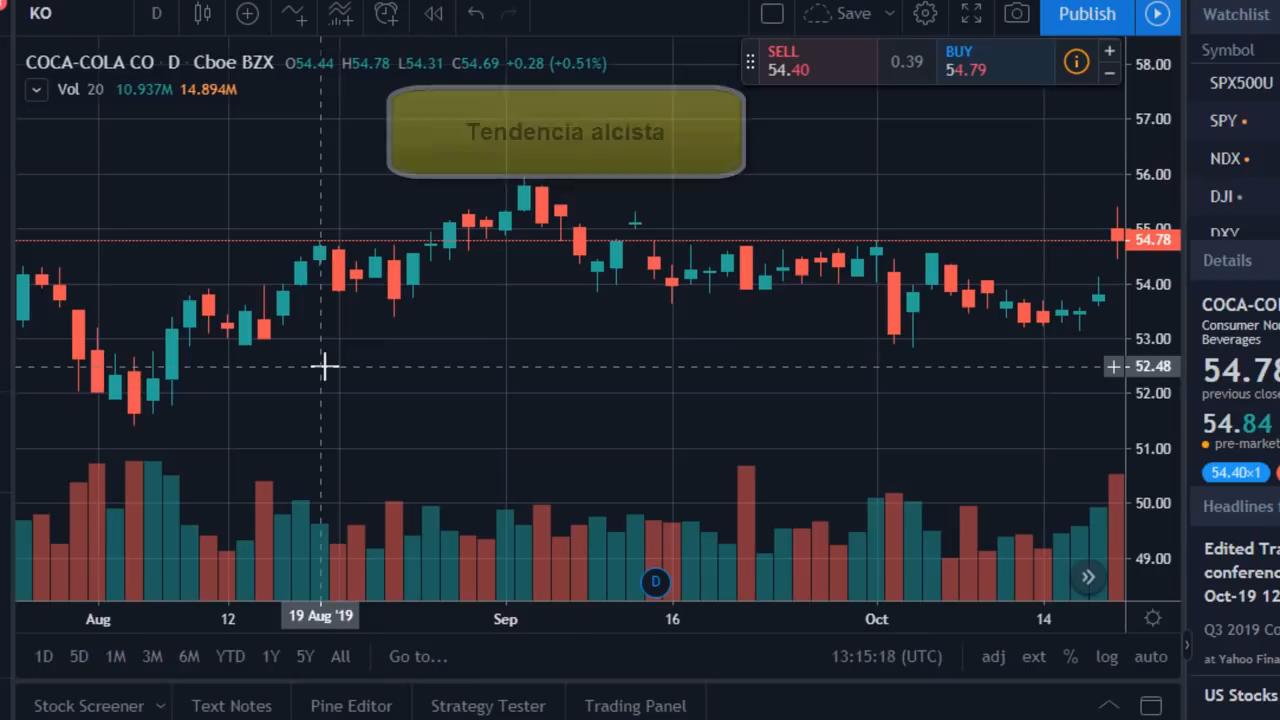 KO D Save Publish
COCA-COLA CO D Cboe BZX O54.44 H54.78 L54.31 C54.69 +0.28 (+0.51%)
Vol 20 10.937M 14.894M
SELL
54.40
0.39
BUY
54.79
Tendencia alcista
58.00
57.00
56.00
55.00
54.78
54.00
53.00
52.48
52.00
51.00
50.00
49.00
D
Aug 12 19 Aug '19 Sep 16 Oct 14
1D 5D 1M 3M 6M YTD 1Y 5Y All Go to... 13:15:18 (UTC) adj ext % log auto
Stock Screener Text Notes Pine Editor Strategy Tester Trading Panel
Watchlist
Symbol
SPX500U
SPY
NDX
DJI
DXY
Details
COCA-CO
Consumer No
Beverages
54.78
previous close
54.84
pre-market
54.40×1
Headlines
Edited Tra
conferenc
Oct-19 12
Q3 2019 Co
at Yahoo Fina
US Stocks